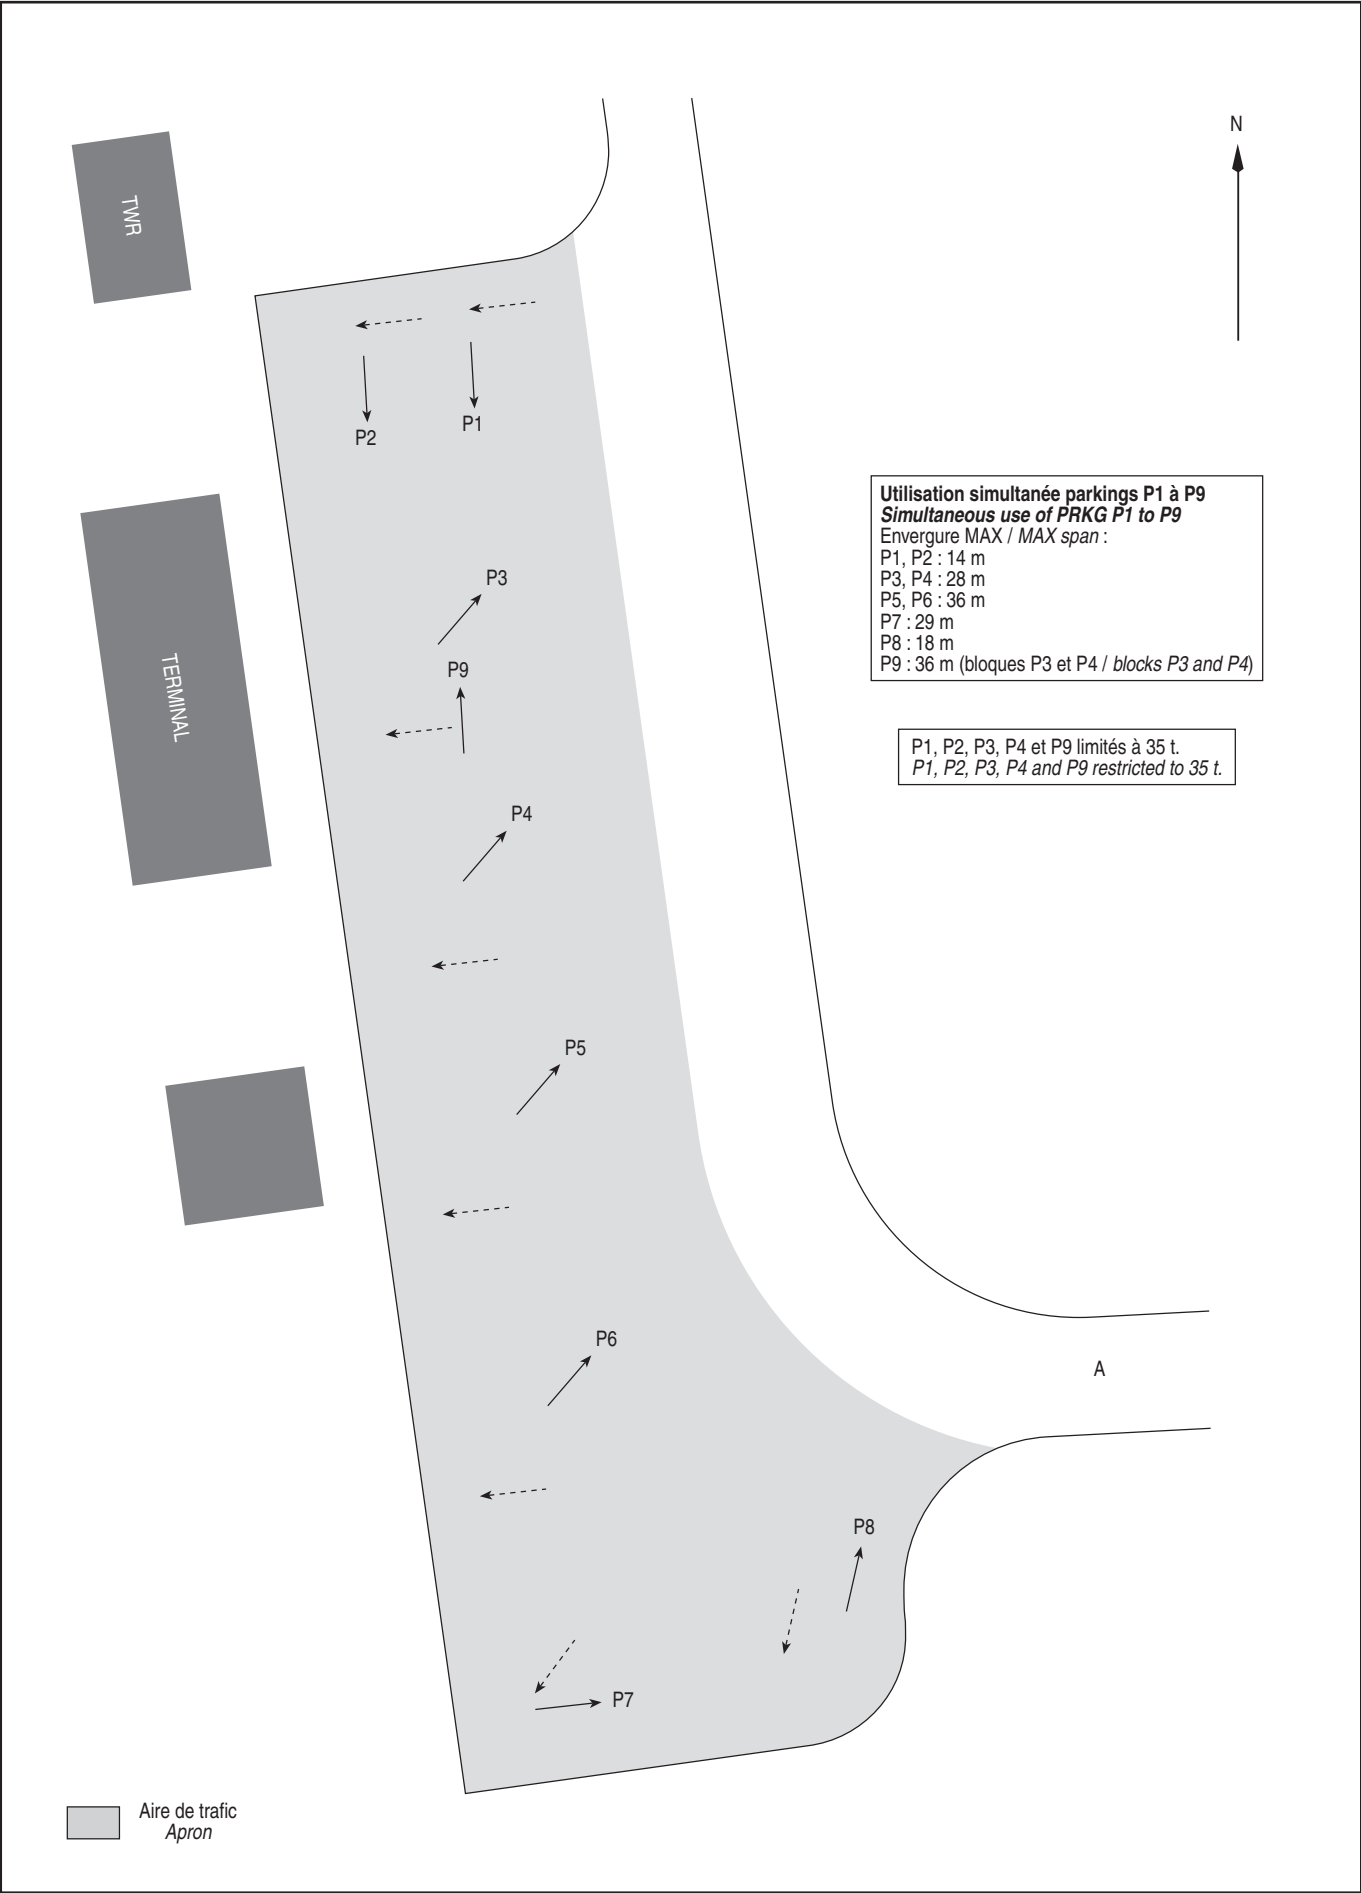 N
TWR
P2
P1
Utilisation simultanée parkings P1 à P9
Simultaneous use of PRKG P1 to P9
Envergure MAX / MAX span :
P1, P2 : 14 m
P3, P4 : 28 m
P5, P6 : 36 m
P7 : 29 m
P8 : 18 m
P9 : 36 m (bloques P3 et P4 / blocks P3 and P4)
P3
P9
TERMINAL
P1, P2, P3, P4 et P9 limités à 35 t.
P1, P2, P3, P4 and P9 restricted to 35 t.
P4
P5
P6
A
P8
P7
Aire de trafic
Apron